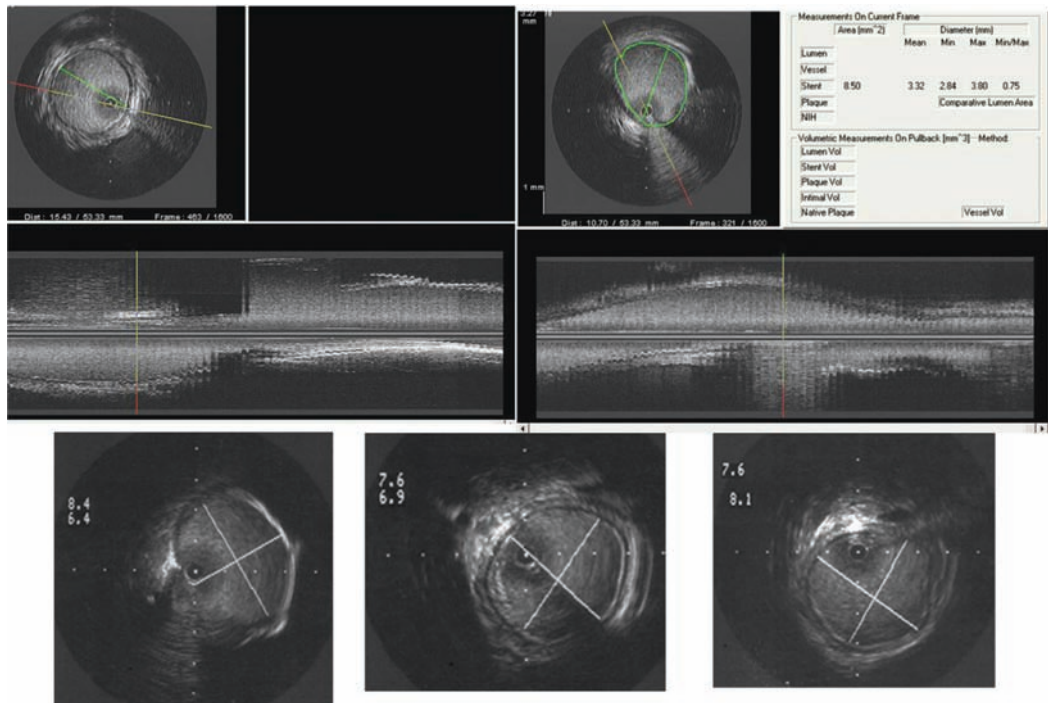 3.27 N
mm
Measurements On Current Frame
Area (mm^2) Diameter (mm)
Mean Min Max Min/Max
Lumen
Vessel
Stent 8.50 3.32 2.84 3.80 0.75
Plaque Comparative Lumen Area
NIH
1 mm
Volumetric Measurements On Pullback [mm^3] Method:
Lumen Vol
Stent Vol
Plaque Vol
Intimal Vol
Native Plaque Vessel Vol
Dist : 15.43 / 53.33 mm Frame : 463 / 1600
Dist : 10.70 / 53.33 mm Frame : 321 / 1600
8.4
6.4
7.6
6.9
7.6
8.1